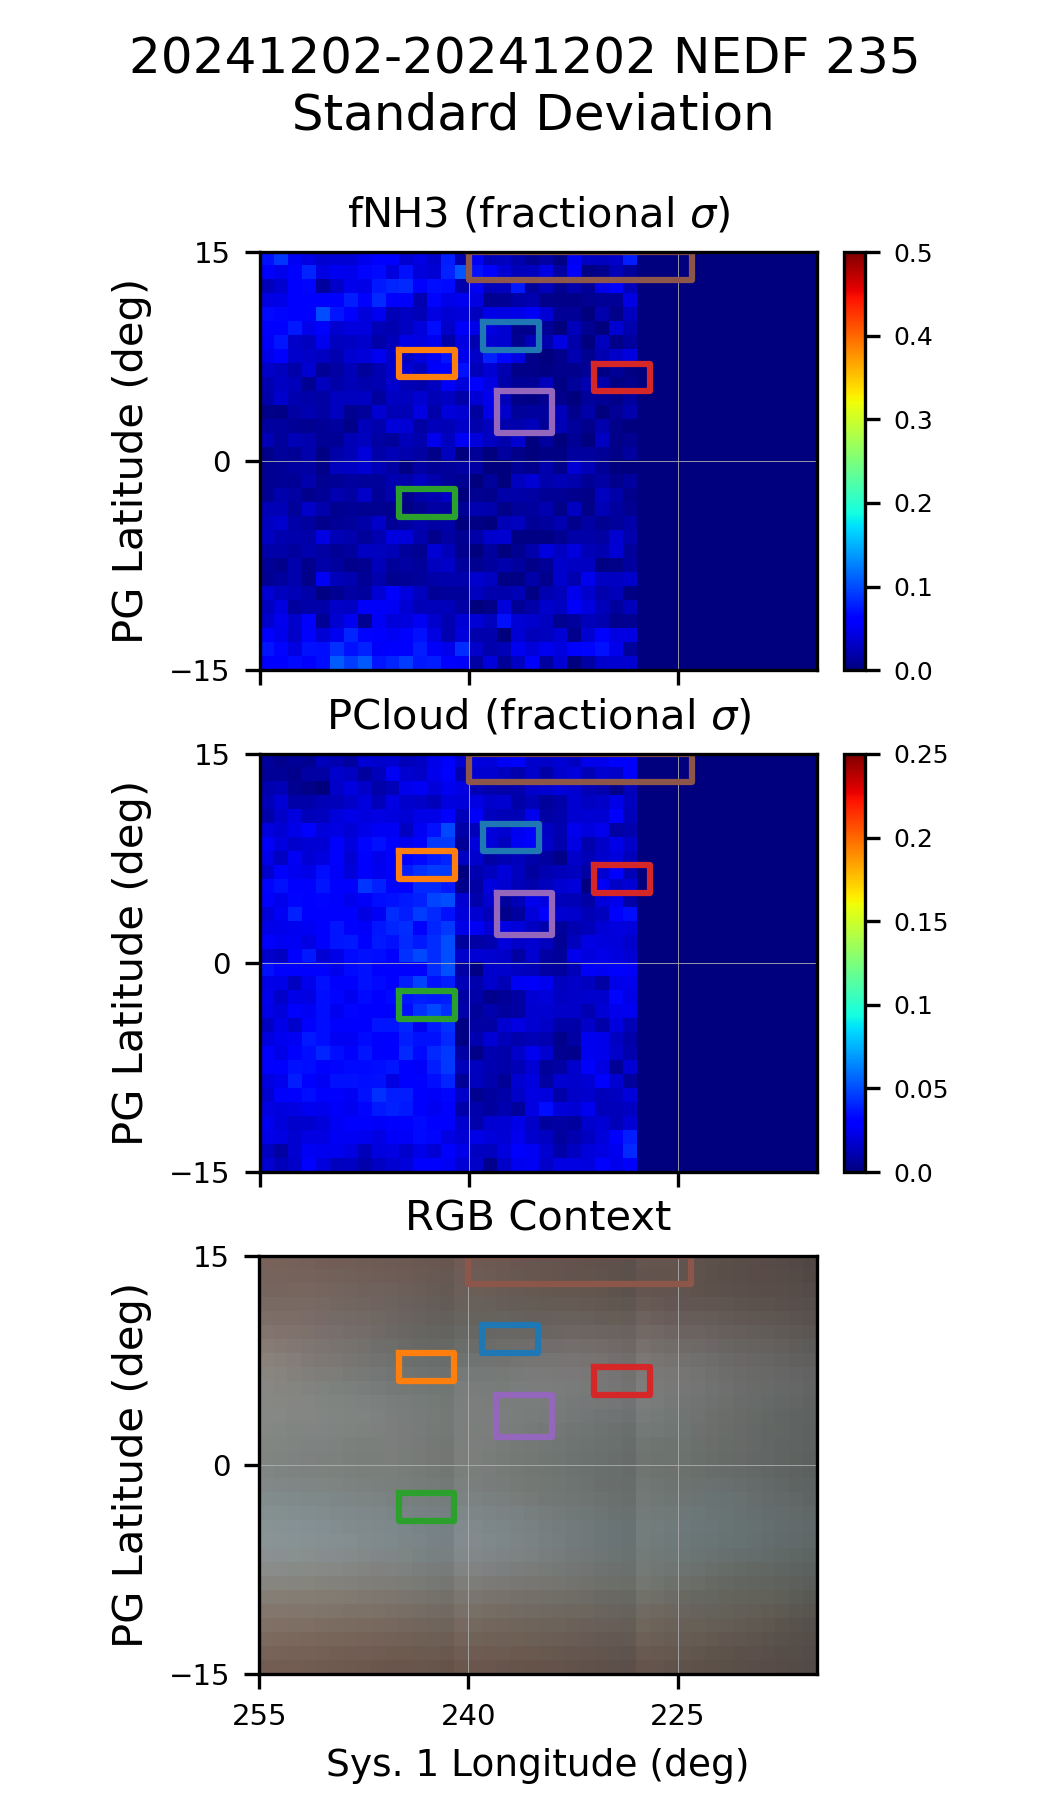 20241202-20241202 NEDF 235
Standard Deviation
fNH3 (fractional σ)
15
0
−15
PG Latitude (deg)
0.5
0.4
0.3
0.2
0.1
0.0
PCloud (fractional σ)
15
0
−15
PG Latitude (deg)
0.25
0.2
0.15
0.1
0.05
0.0
RGB Context
15
0
−15
PG Latitude (deg)
255
240
225
Sys. 1 Longitude (deg)